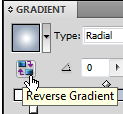 GRADIENT
Type: Radial
0
Reverse Gradient